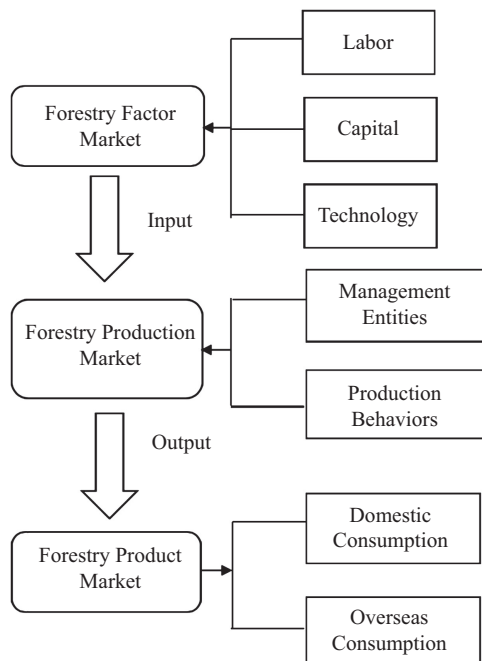 Labor
Forestry Factor
Market
Capital
Technology
Input
Management
Entities
Forestry Production
Market
Production
Behaviors
Output
Domestic
Consumption
Forestry Product
Market
Overseas
Consumption